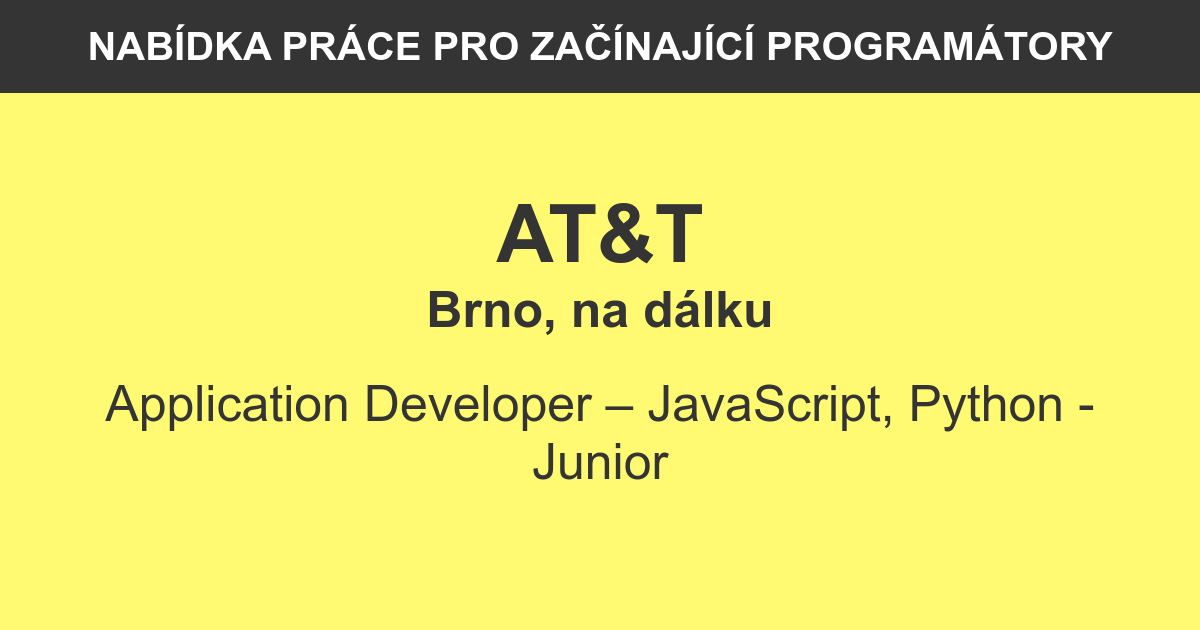 NABÍDKA PRÁCE PRO ZAČÍNAJÍCÍ PROGRAMÁTORY
AT&T
Brno, na dálku
Application Developer – JavaScript, Python -
Junior